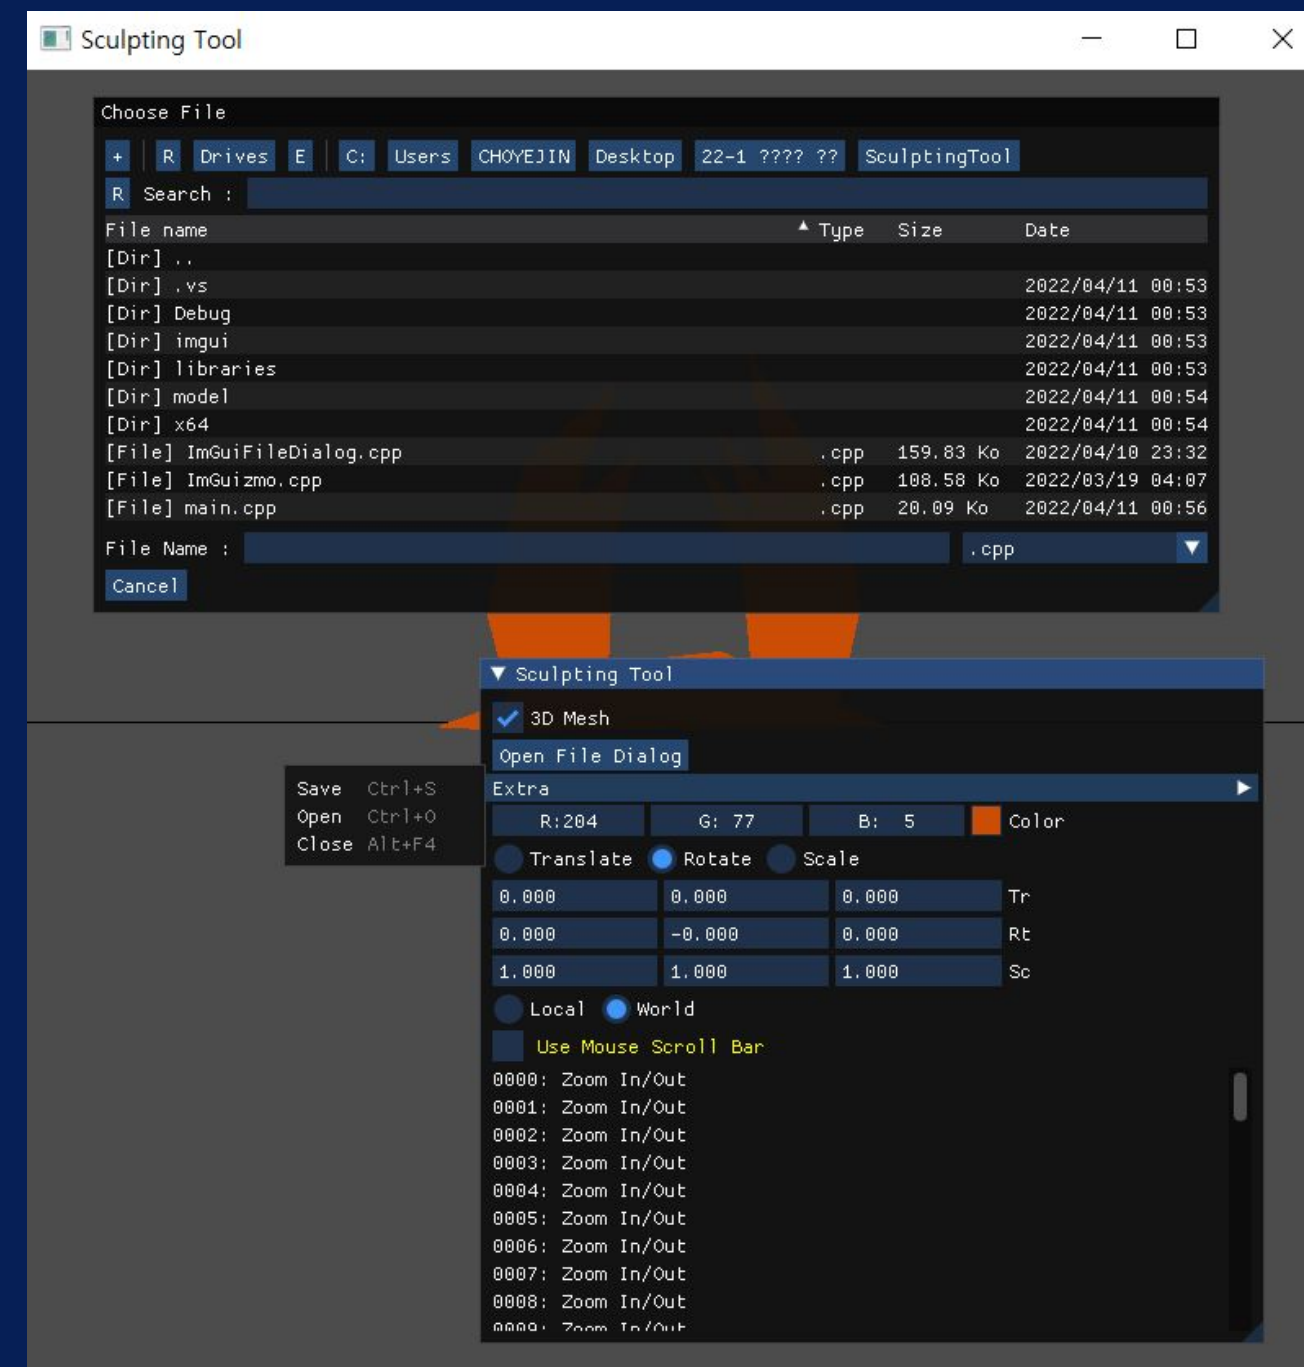 Sculpting Tool
Choose File
+ R Drives E C: Users CHOYEJIN Desktop 22-1 ???? ?? SculptingTool
R Search :
File name Type Size Date
[Dir] ..
[Dir] .vs 2022/04/11 00:53
[Dir] Debug 2022/04/11 00:53
[Dir] imgui 2022/04/11 00:53
[Dir] libraries 2022/04/11 00:53
[Dir] model 2022/04/11 00:54
[Dir] x64 2022/04/11 00:54
[File] ImGuiFileDialog.cpp .cpp 159.83 Ko 2022/04/10 23:32
[File] ImGuizmo.cpp .cpp 108.58 Ko 2022/03/19 04:07
[File] main.cpp .cpp 20.09 Ko 2022/04/11 00:56
File Name : .cpp
Cancel
Sculpting Tool
3D Mesh
Open File Dialog
Save Ctrl+S
Open Ctrl+O
Close Alt+F4
Extra
R:204 G: 77 B: 5 Color
Translate Rotate Scale
0.000 0.000 0.000 Tr
0.000 -0.000 0.000 Rt
1.000 1.000 1.000 Sc
Local World
Use Mouse Scroll Bar
0000: Zoom In/Out
0001: Zoom In/Out
0002: Zoom In/Out
0003: Zoom In/Out
0004: Zoom In/Out
0005: Zoom In/Out
0006: Zoom In/Out
0007: Zoom In/Out
0008: Zoom In/Out
0009: Zoom In/Out